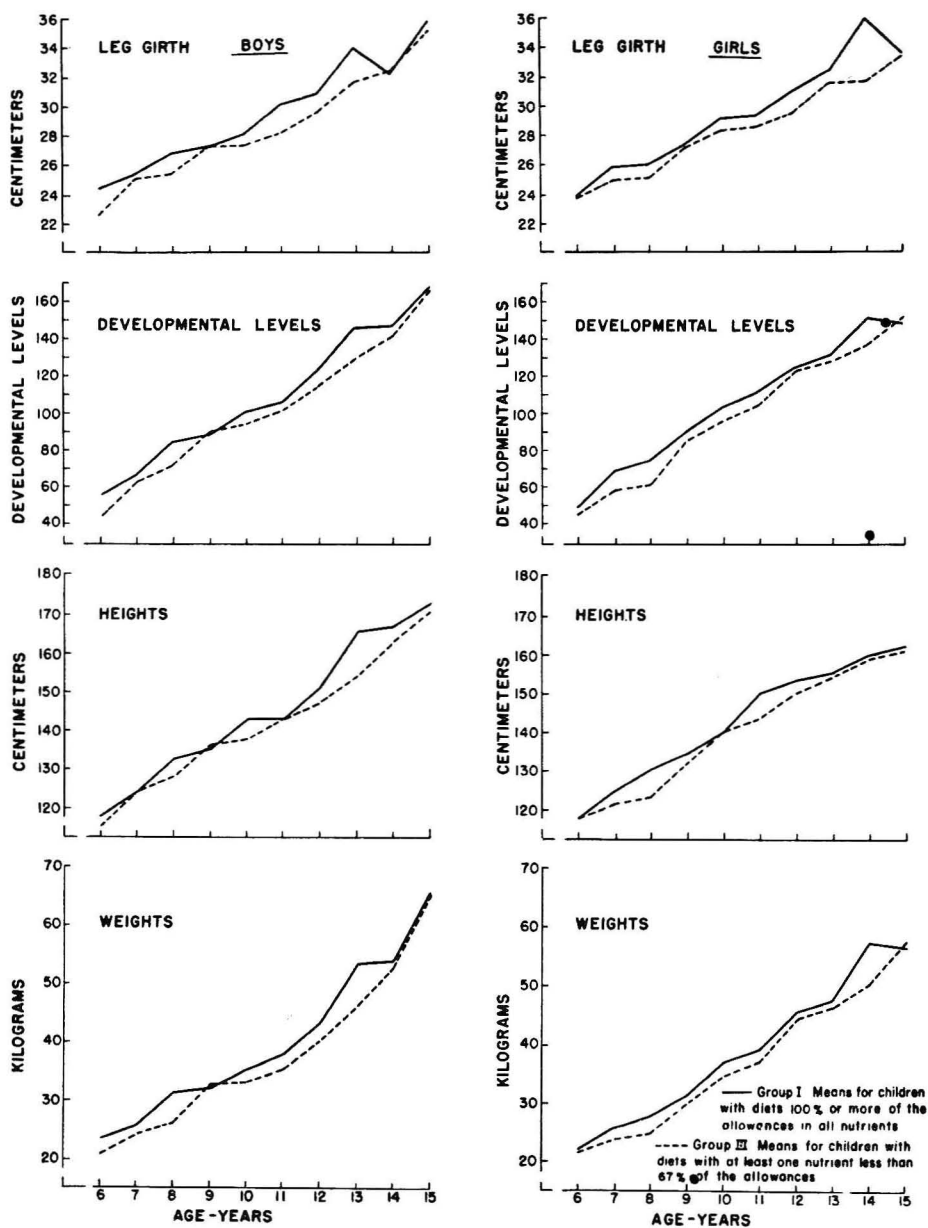 LEG GIRTH BOYS
CENTIMETERS
36
34
32
30
28
26
24
22
LEG GIRTH GIRLS
CENTIMETERS
36
34
32
30
28
26
24
22
DEVELOPMENTAL LEVELS
DEVELOPMENTAL LEVELS
160
140
120
100
80
60
40
DEVELOPMENTAL LEVELS
DEVELOPMENTAL LEVELS
160
140
120
100
80
60
40
HEIGHTS
CENTIMETERS
180
170
160
150
140
130
120
HEIGHTS
CENTIMETERS
180
170
160
150
140
130
120
WEIGHTS
KILOGRAMS
70
60
50
40
30
20
6 7 8 9 10 11 12 13 14 15
AGE-YEARS
WEIGHTS
KILOGRAMS
70
60
50
40
30
20
Group I Means for children
with diets 100% or more of the
allowances in all nutrients
Group III Means for children with
diets with at least one nutrient less than
67% of the allowances
6 7 8 9 10 11 12 13 14 15
AGE-YEARS